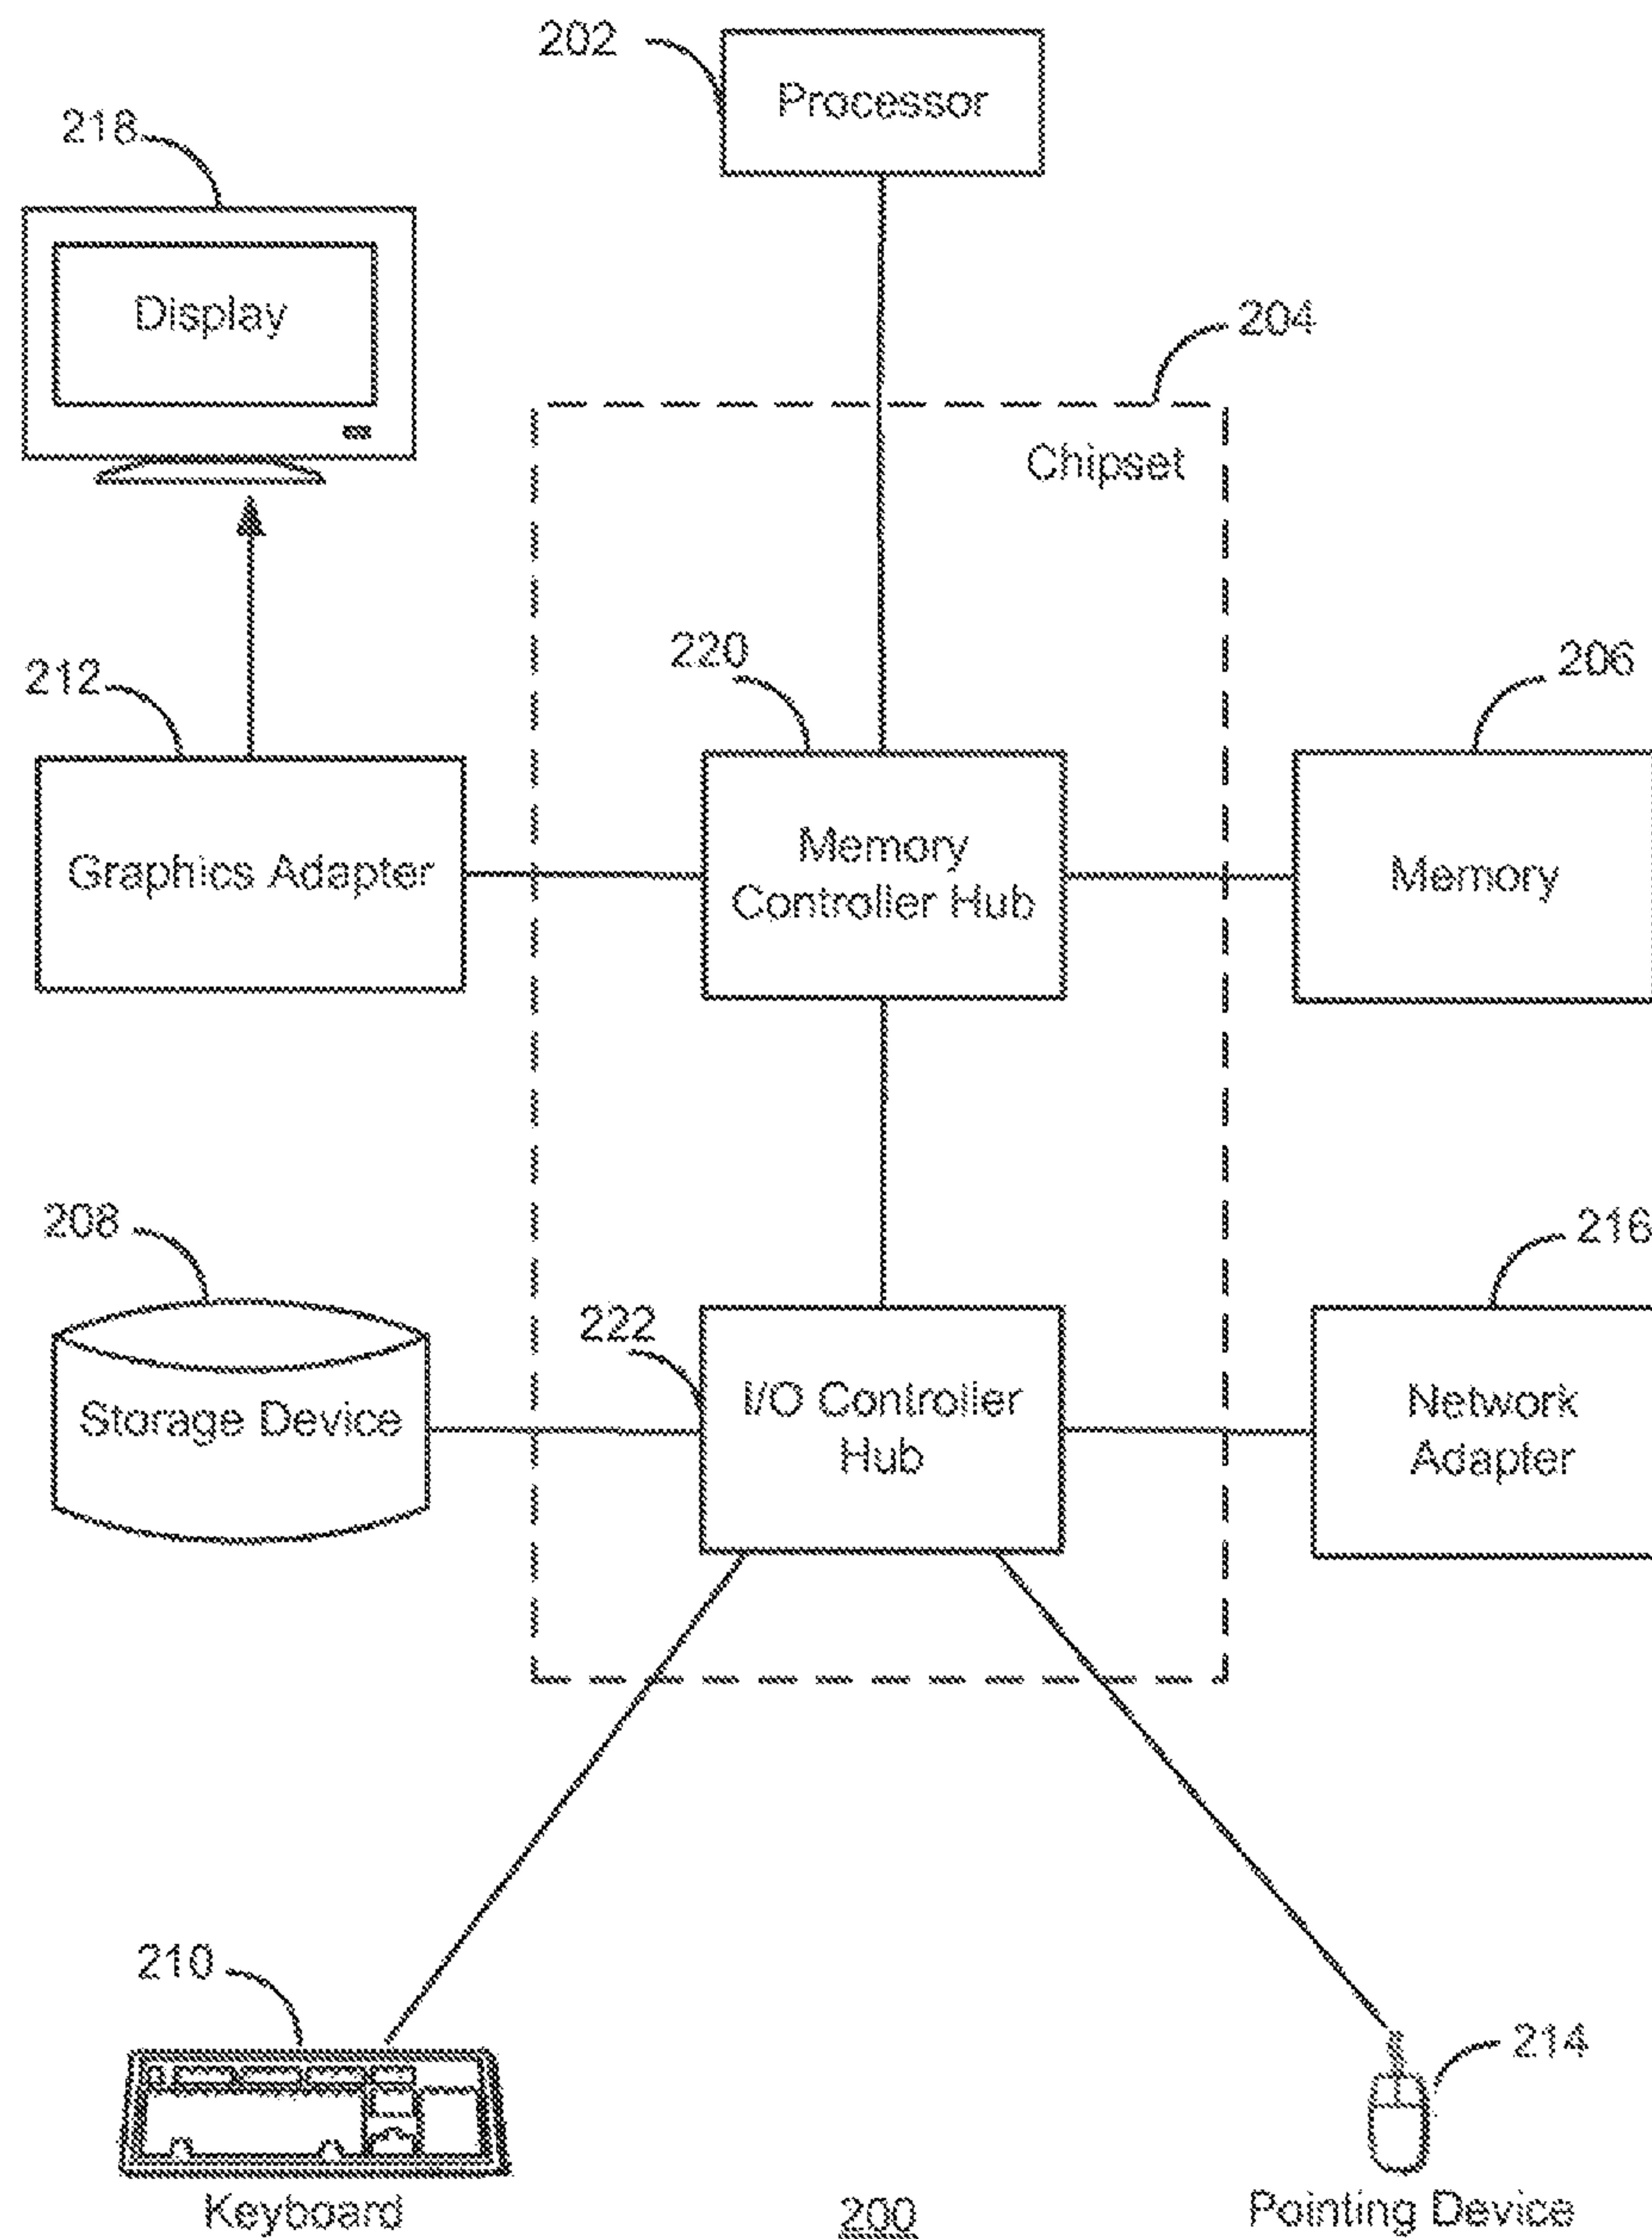 202
Processor
218
Display
204
Chipset
212
220
206
Graphics Adapter
Memory
Controller Hub
Memory
208
222
216
Storage Device
I/O Controller
Hub
Network
Adapter
210
214
Keyboard
200
Pointing Device